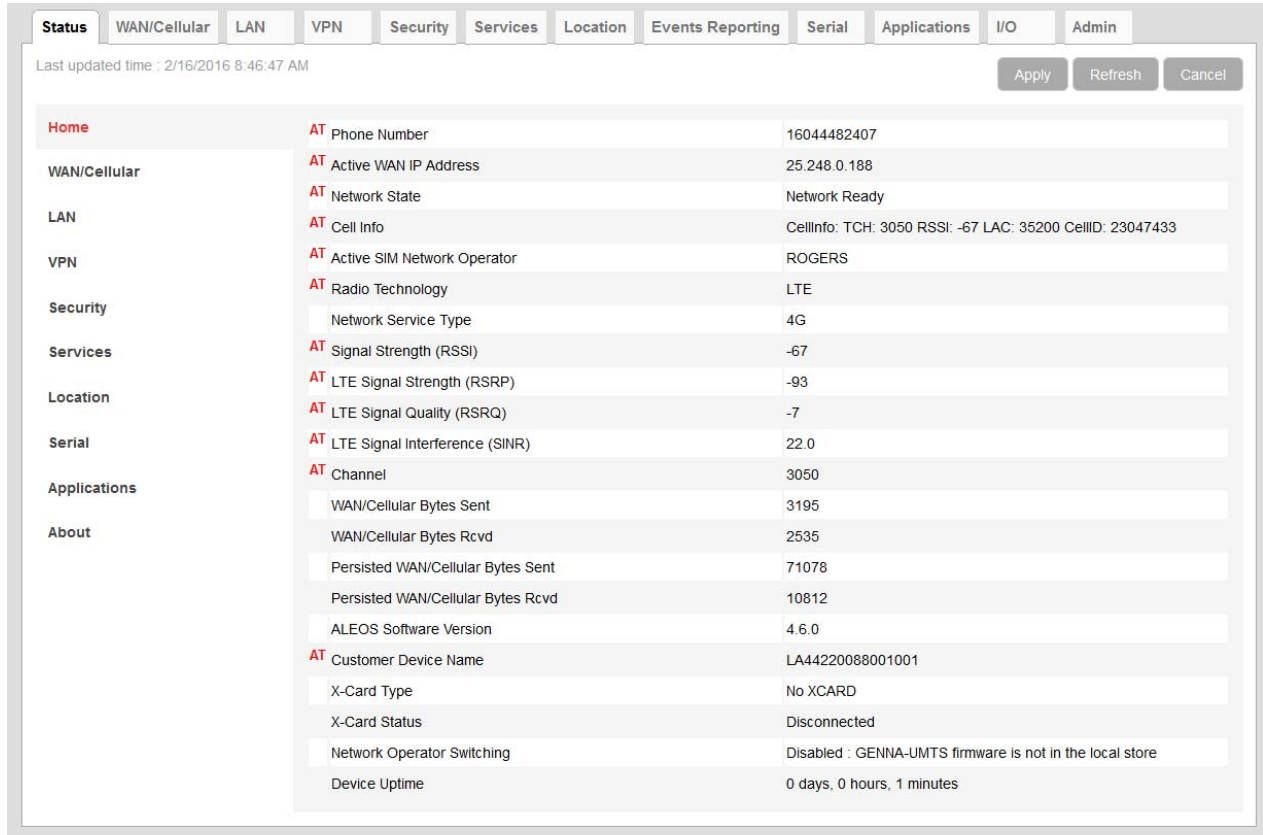 Status WAN/Cellular LAN VPN Security Services Location Events Reporting Serial Applications I/O Admin
Last updated time : 2/16/2016 8:46:47 AM
Apply Refresh Cancel
Home
WAN/Cellular
LAN
VPN
Security
Services
Location
Serial
Applications
About
AT Phone Number 16044482407
AT Active WAN IP Address 25.248.0.188
AT Network State Network Ready
AT Cell Info CellInfo: TCH: 3050 RSSI: -67 LAC: 35200 CellID: 23047433
AT Active SIM Network Operator ROGERS
AT Radio Technology LTE
Network Service Type 4G
AT Signal Strength (RSSI) -67
AT LTE Signal Strength (RSRP) -93
AT LTE Signal Quality (RSRQ) -7
AT LTE Signal Interference (SINR) 22.0
AT Channel 3050
WAN/Cellular Bytes Sent 3195
WAN/Cellular Bytes Rcvd 2535
Persisted WAN/Cellular Bytes Sent 71078
Persisted WAN/Cellular Bytes Rcvd 10812
ALEOS Software Version 4.6.0
AT Customer Device Name LA44220088001001
X-Card Type No XCARD
X-Card Status Disconnected
Network Operator Switching Disabled : GENNA-UMTS firmware is not in the local store
Device Uptime 0 days, 0 hours, 1 minutes